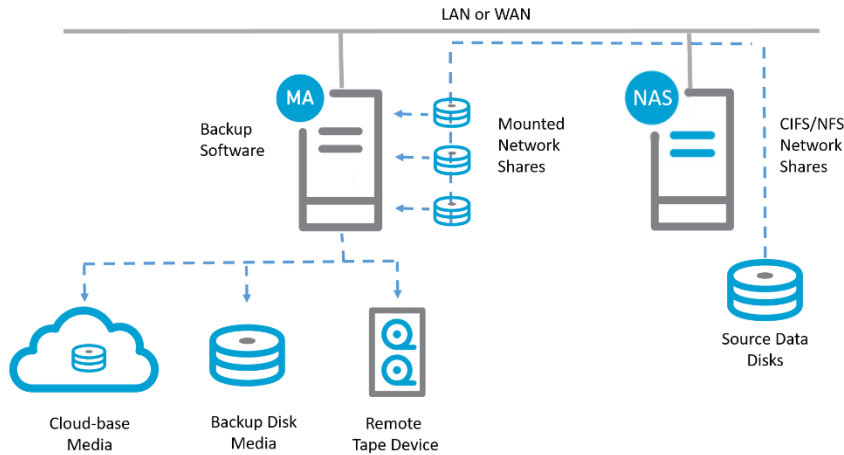 LAN or WAN
MA
NAS
Backup
Software
Mounted
Network
Shares
CIFS/NFS
Network
Shares
Source Data
Disks
Cloud-base
Media
Backup Disk
Media
Remote
Tape Device